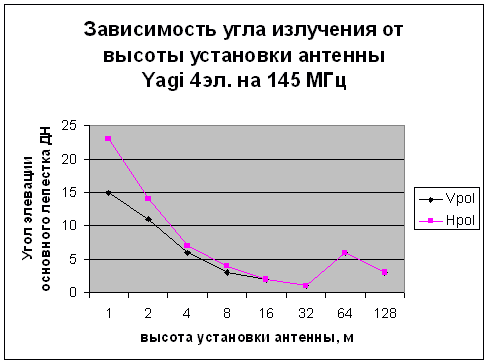 Зависимость угла излучения от
высоты установки антенны
Yagi 4эл. на 145 МГц
Угол элевации
основного лепестка ДН
25
20
15
10
5
0
1 2 4 8 16 32 64 128
высота установки антенны, м
Vpol
Hpol